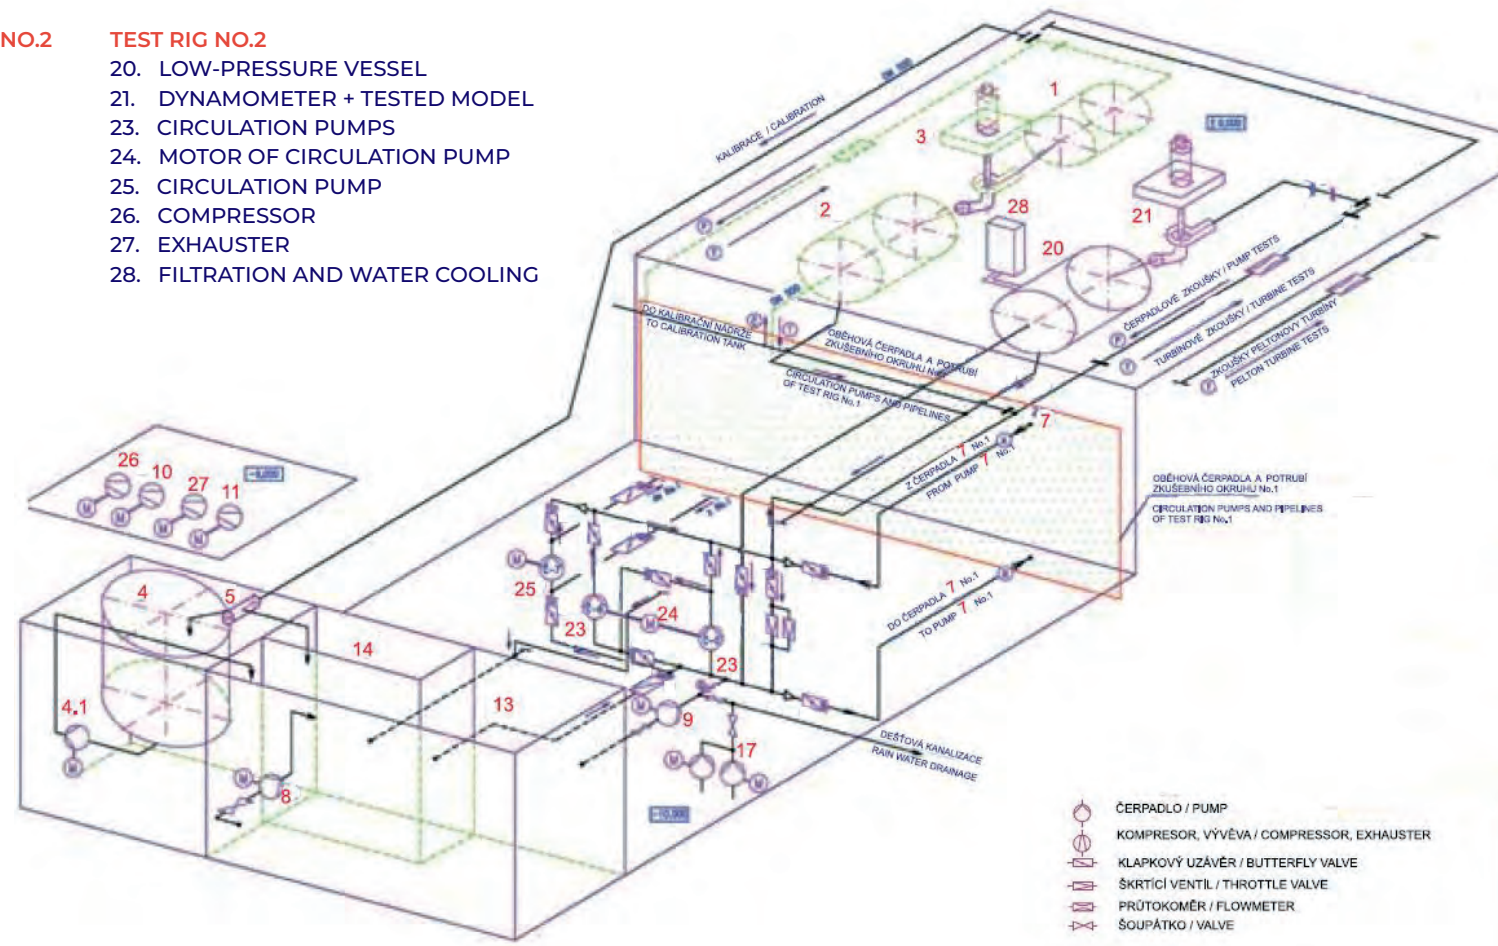 NO.2
TEST RIG NO.2
20. LOW-PRESSURE VESSEL
21. DYNAMOMETER + TESTED MODEL
23. CIRCULATION PUMPS
24. MOTOR OF CIRCULATION PUMP
25. CIRCULATION PUMP
26. COMPRESSOR
27. EXHAUSTER
28. FILTRATION AND WATER COOLING
KALIBRACE / CALIBRATION
1
3
2
28
21
20
ČERPADLOVÉ ZKOUŠKY / PUMP TESTS
TURBÍNOVÉ ZKOUŠKY / TURBINE TESTS
ZKOUŠKY PELTONOVY TURBÍNY
PELTON TURBINE TESTS
P
T
P
T
T
DO KALIBRAČNÍ NÁDRŽE
TO CALIBRATION TANK
OBĚHOVÁ ČERPADLA A POTRUBÍ
ZKUŠEBNÍHO OKRUHU
CIRCULATION PUMPS AND PIPELINES
OF TEST RIG No.1
7
Z ČERPADLA 7 No.1
FROM PUMP 7 No.1
OBĚHOVÁ ČERPADLA A POTRUBÍ
ZKUŠEBNÍHO OKRUHU No.1
CIRCULATION PUMPS AND PIPELINES
OF TEST RIG No.1
DO ČERPADLA 7 No.1
TO PUMP 7 No.1
26
10
27
11
M
M
M
M
4
5
14
13
4.1
M
M
8
M
25
23
M
24
23
M
9
17
M
M
DEŠŤOVÁ KANALIZACE
RAIN WATER DRAINAGE
ČERPADLO / PUMP
KOMPRESOR, VÝVĚVA / COMPRESSOR, EXHAUSTER
KLAPKOVÝ UZÁVĚR / BUTTERFLY VALVE
ŠKRTÍCÍ VENTIL / THROTTLE VALVE
PRŮTOKOMĚR / FLOWMETER
ŠOUPÁTKO / VALVE